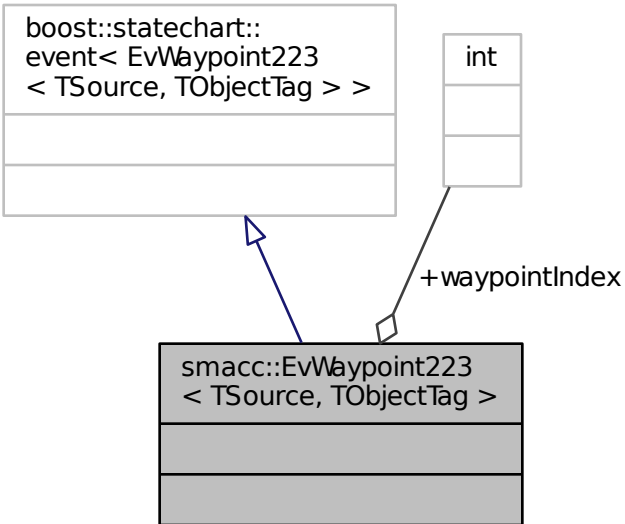 boost::statechart::
event< EvWaypoint223
< TSource, TObjectTag > >
int
+waypointIndex
smacc::EvWaypoint223
< TSource, TObjectTag >